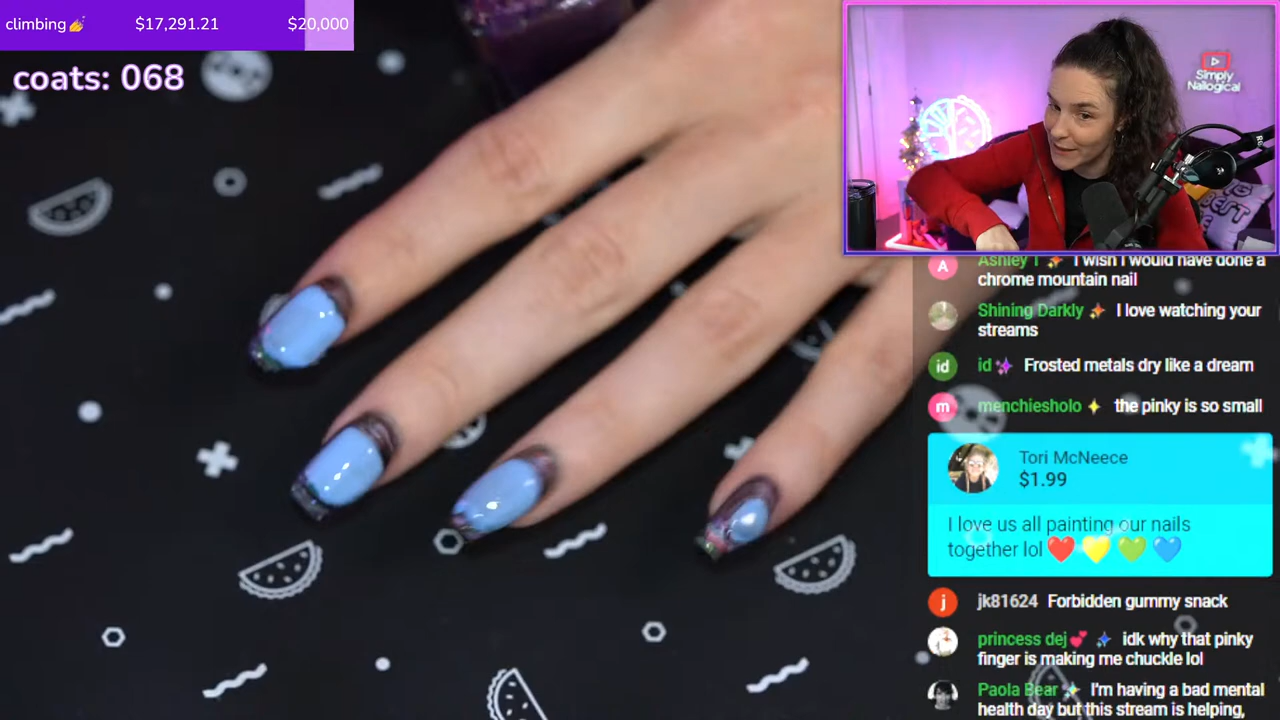 climbing💅 $17,291.21 $20,000
coats: 068
Simply
Nailogical
Ashley T ✨ I wish I would have done a
chrome mountain nail
Shining Darkly ✨ I love watching your
streams
id
id✨ Frosted metals dry like a dream
m
menchiesholo ✨ the pinky is so small
Tori McNeece
$1.99
I love us all painting our nails
together lol ❤️💛💚💙
j
jk81624 Forbidden gummy snack
princess dej💕 ✨ idk why that pinky
finger is making me chuckle lol
Paola Bear ✨ I'm having a bad mental
health day but this stream is helping,
A